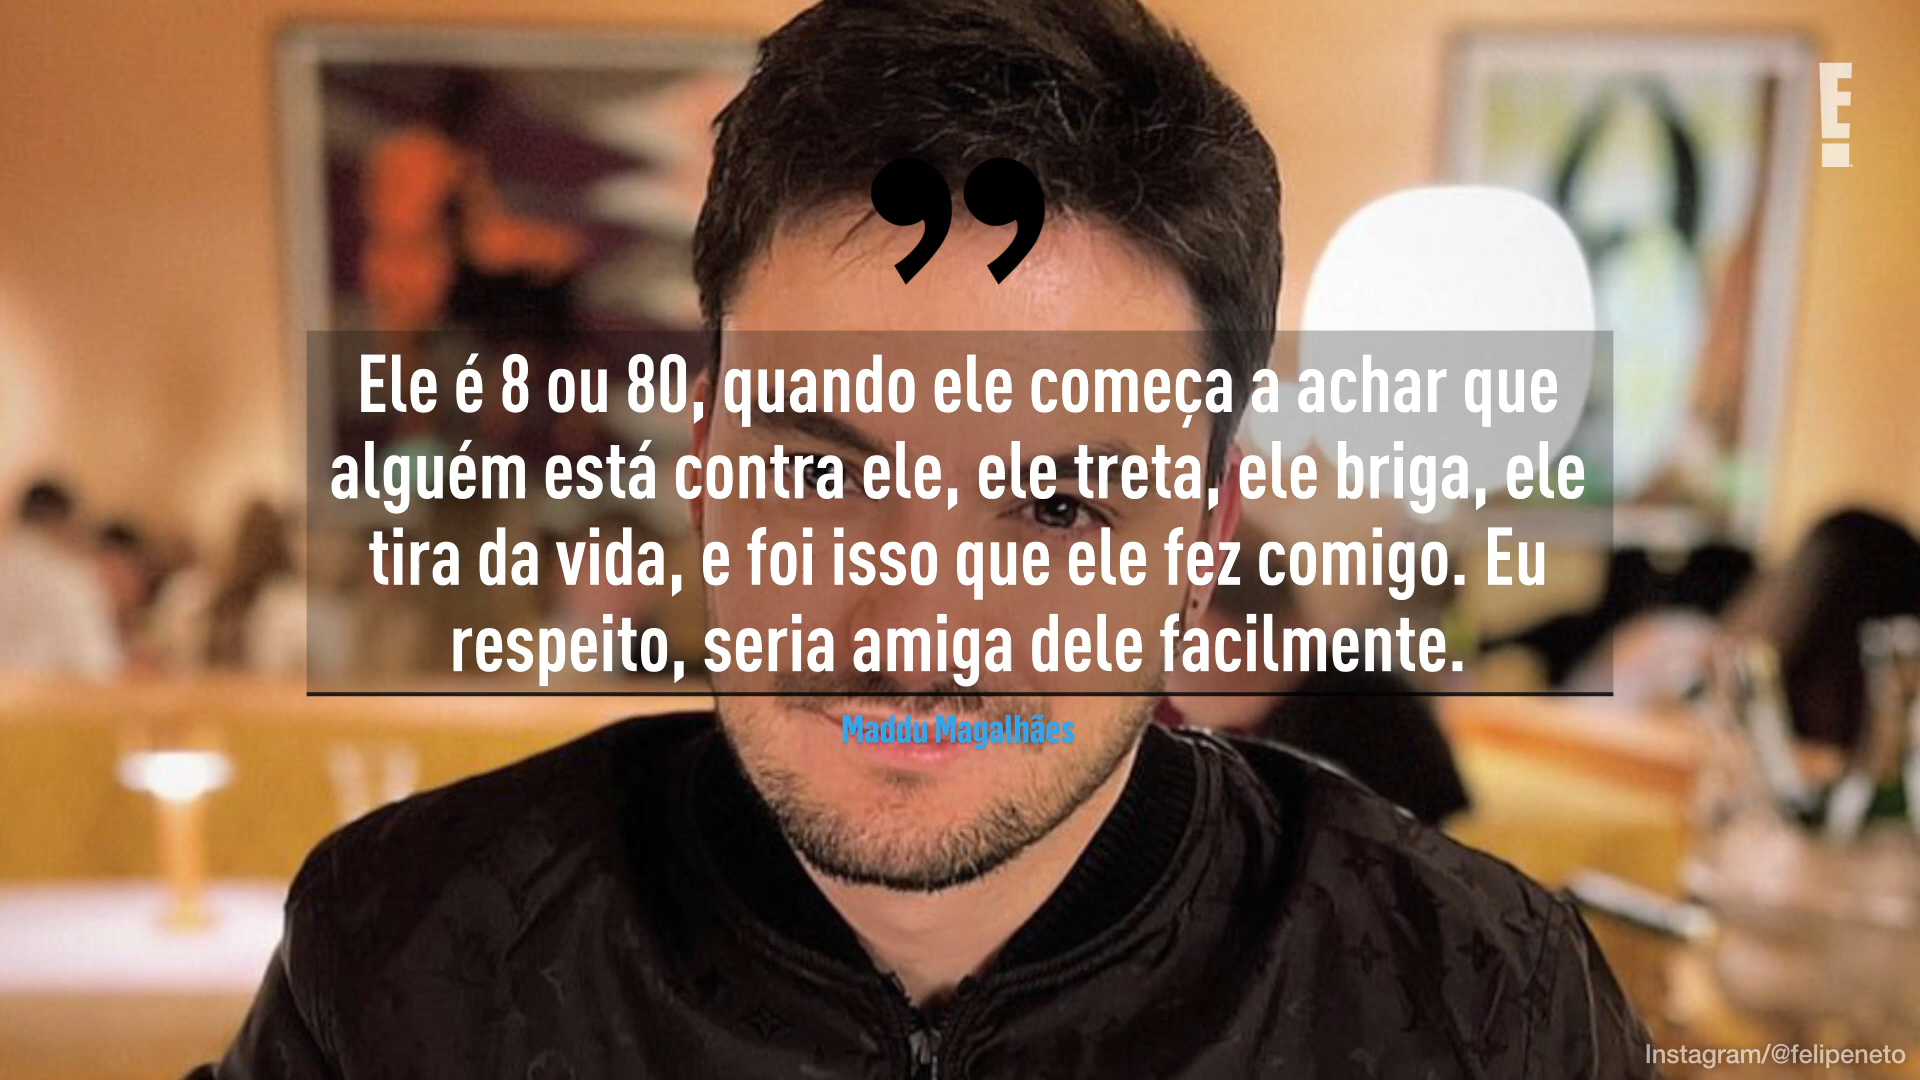 E!
”
Ele é 8 ou 80, quando ele começa a achar que
alguém está contra ele, ele treta, ele briga, ele
tira da vida, e foi isso que ele fez comigo. Eu
respeito, seria amiga dele facilmente.
Maddu Magalhães
Instagram/@felipeneto